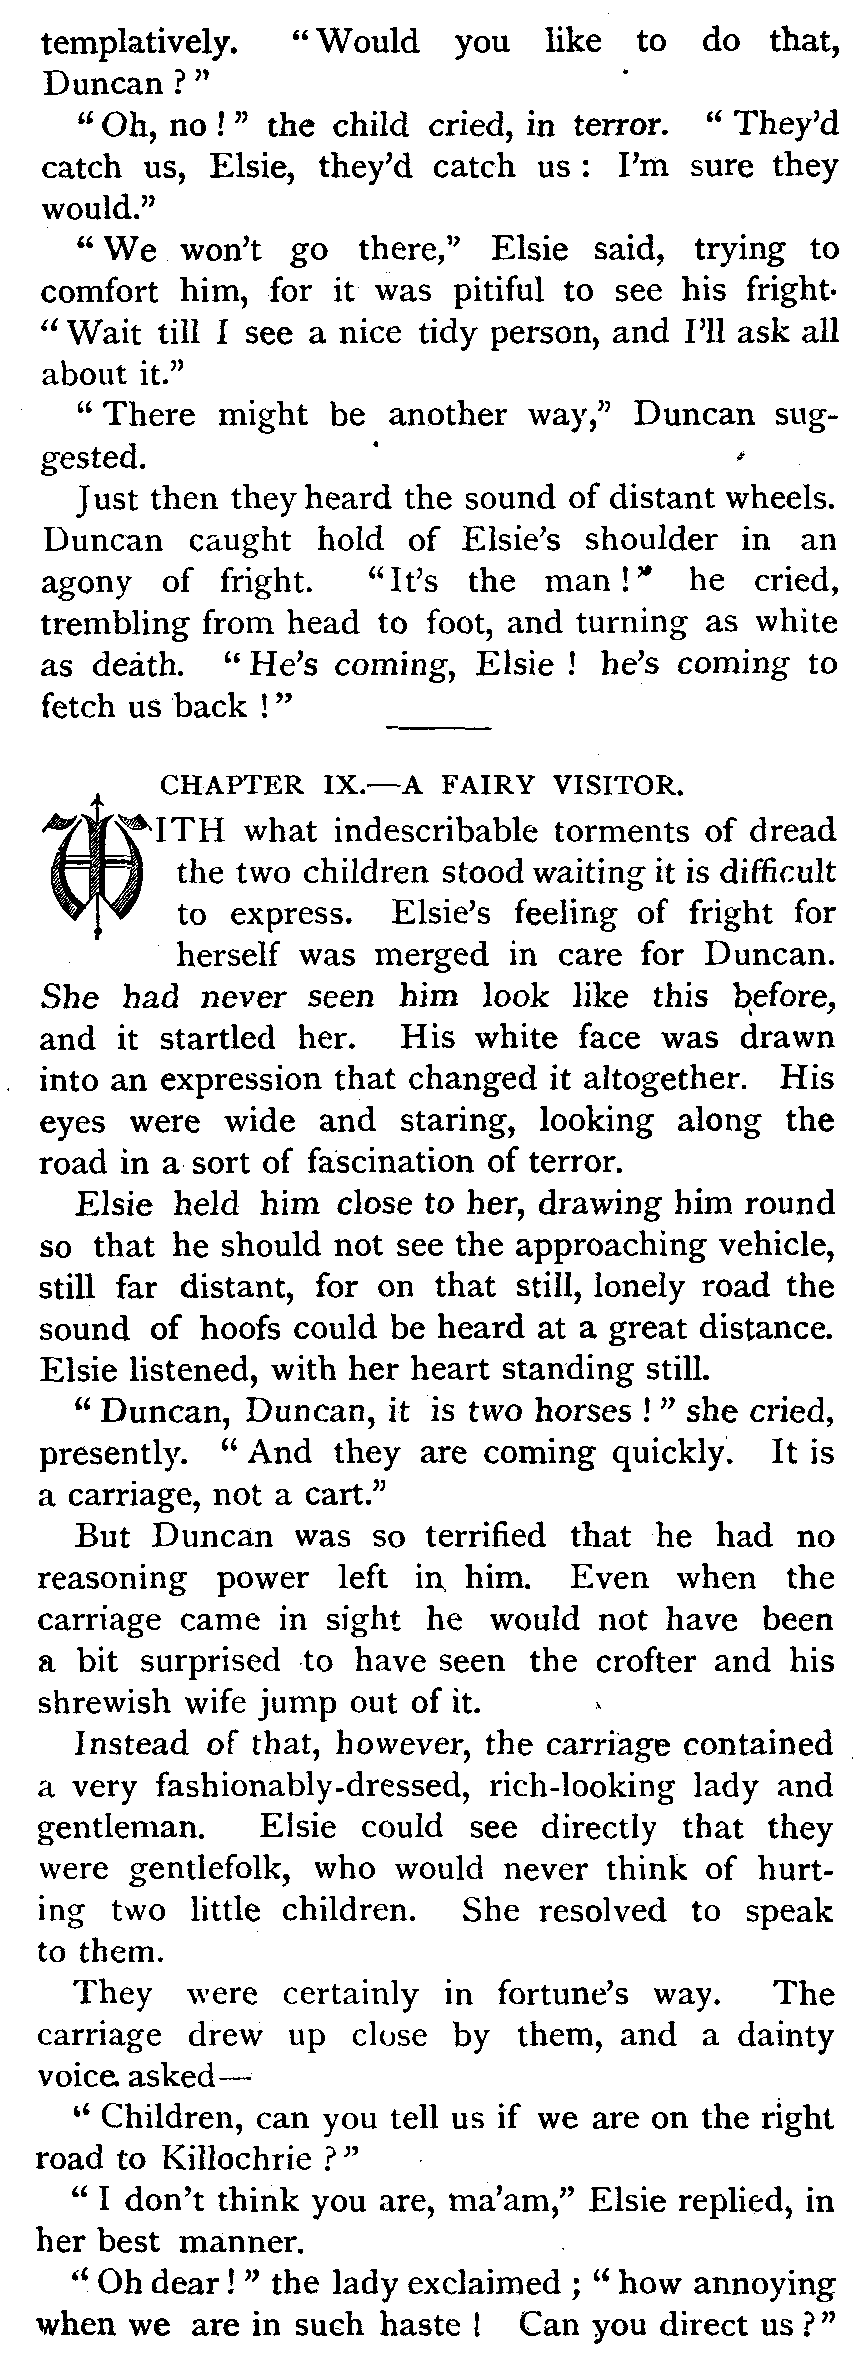 templatively. “Would you like to do that,
Duncan?”
“Oh, no!” the child cried, in terror. “They’d
catch us, Elsie, they’d catch us: I’m sure they
would.”
“We won’t go there,” Elsie said, trying to
comfort him, for it was pitiful to see his fright.
“Wait till I see a nice tidy person, and I’ll ask all
about it.”
“There might be another way,” Duncan sug-
gested.
Just then they heard the sound of distant wheels.
Duncan caught hold of Elsie’s shoulder in an
agony of fright. “It’s the man!” he cried,
trembling from head to foot, and turning as white
as death. “He’s coming, Elsie! he’s coming to
fetch us back!”
CHAPTER IX.—A FAIRY VISITOR.
WITH what indescribable torments of dread
the two children stood waiting it is difficult
to express. Elsie’s feeling of fright for
herself was merged in care for Duncan.
She had never seen him look like this before,
and it startled her. His white face was drawn
into an expression that changed it altogether. His
eyes were wide and staring, looking along the
road in a sort of fascination of terror.
Elsie held him close to her, drawing him round
so that he should not see the approaching vehicle,
still far distant, for on that still, lonely road the
sound of hoofs could be heard at a great distance.
Elsie listened, with her heart standing still.
“Duncan, Duncan, it is two horses!” she cried,
presently. “And they are coming quickly. It is
a carriage, not a cart.”
But Duncan was so terrified that he had no
reasoning power left in him. Even when the
carriage came in sight he would not have been
a bit surprised to have seen the crofter and his
shrewish wife jump out of it.
Instead of that, however, the carriage contained
a very fashionably-dressed, rich-looking lady and
gentleman. Elsie could see directly that they
were gentlefolk, who would never think of hurt-
ing two little children. She resolved to speak
to them.
They were certainly in fortune’s way. The
carriage drew up close by them, and a dainty
voice asked—
“Children, can you tell us if we are on the right
road to Killochrie?”
“I don’t think you are, ma’am,” Elsie replied, in
her best manner.
“Oh dear!” the lady exclaimed; “how annoying
when we are in such haste! Can you direct us?”